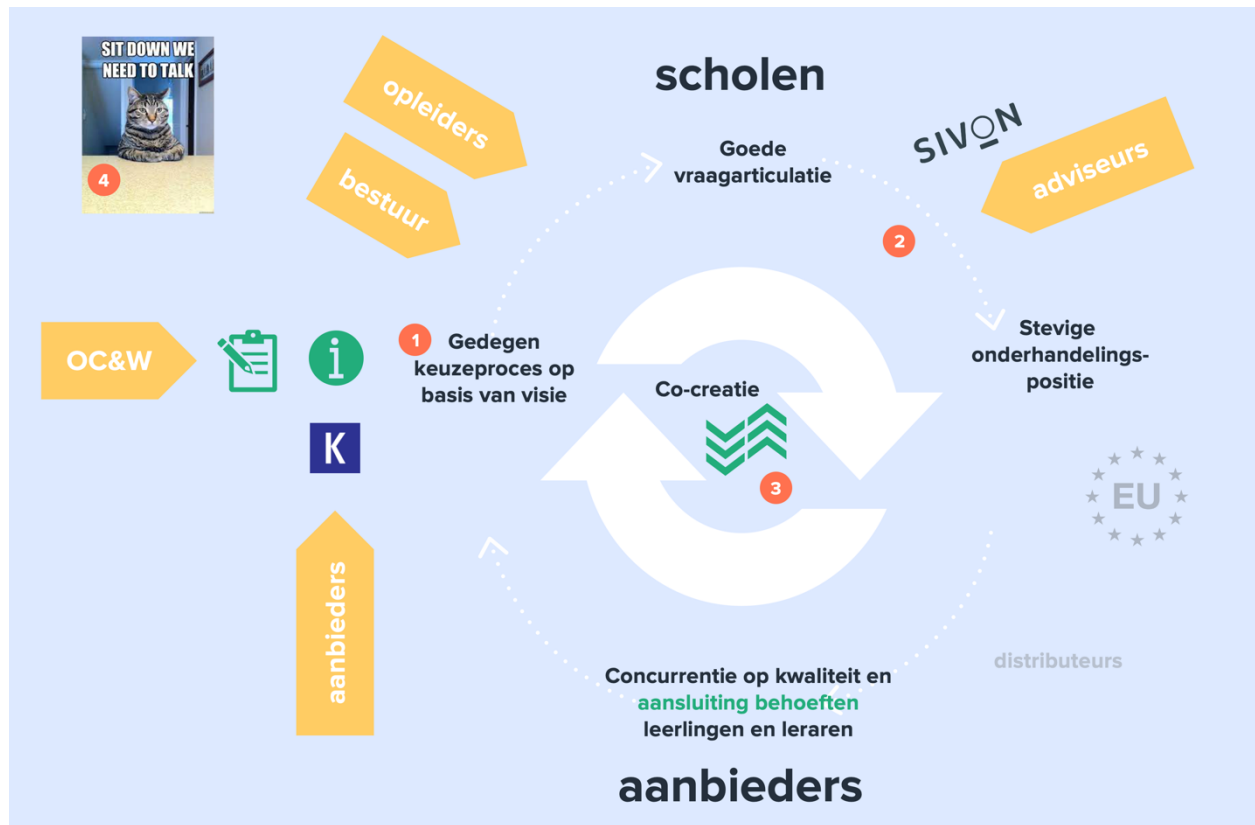 SIT DOWN WE
NEED TO TALK
4
opleiders
bestuur
scholen
Goede
vraagarticulatie
SIVON
adviseurs
2
OC&W
i
K
1
Gedegen
keuzeproces op
basis van visie
Co-creatie
3
Stevige
onderhandelings-
positie
EU
aanbieders
distributeurs
Concurrentie op kwaliteit en
aansluiting behoeften
leerlingen en leraren
aanbieders